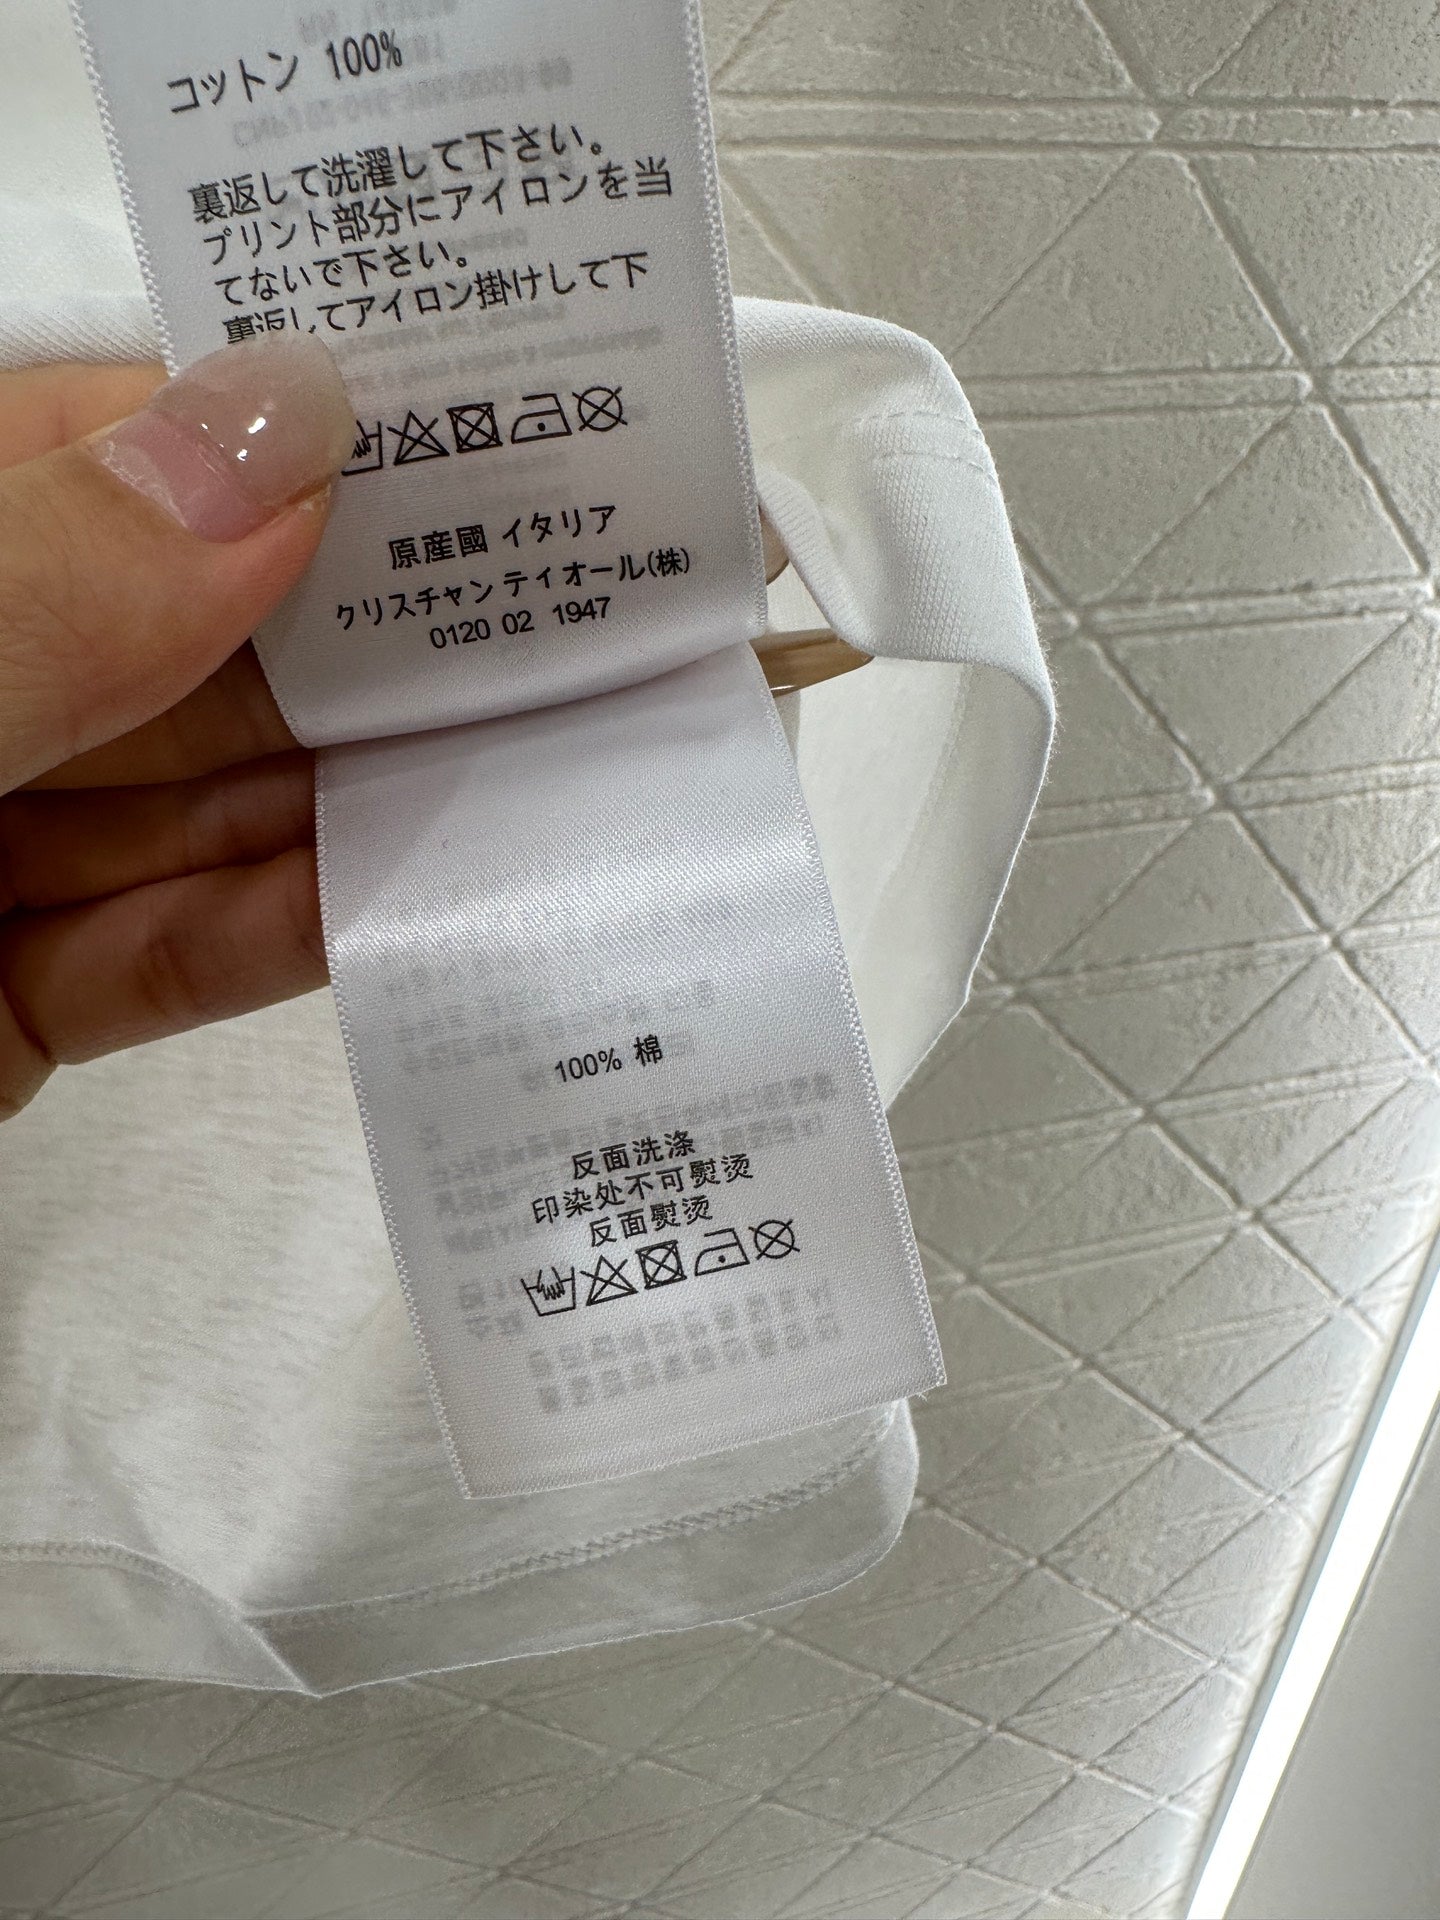 コットン 100%
裏返して洗濯して下さい。
プリント部分にアイロンを当
てないで下さい。
裏返してアイロン掛けして下
原産國 イタリア
クリスチャン ティオール(株)
0120 02 1947
100% 棉
反面洗涤
印染处不可熨烫
反面熨烫